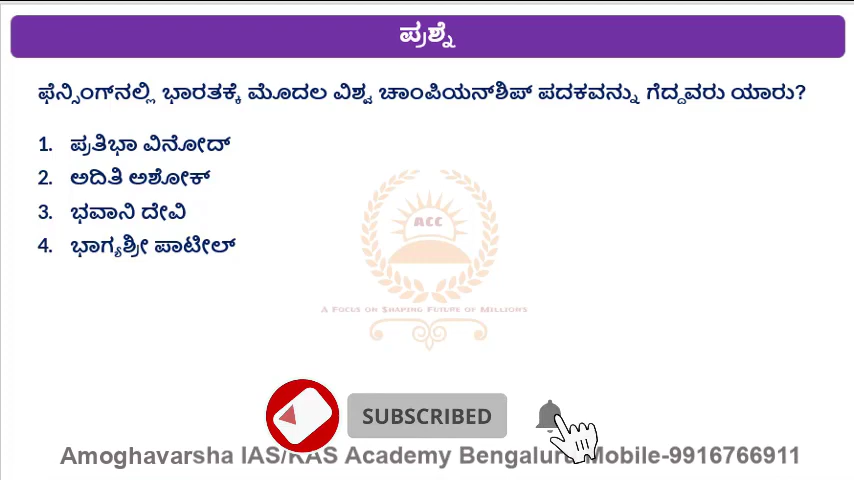 ಪ್ರಶ್ನೆ
ಫೆನ್ಸಿಂಗ್‌ನಲ್ಲಿ ಭಾರತಕ್ಕೆ ಮೊದಲ ವಿಶ್ವ ಚಾಂಪಿಯನ್‌ಶಿಪ್ ಪದಕವನ್ನು ಗೆದ್ದವರು ಯಾರು?
1. ಪ್ರತಿಭಾ ವಿನೋದ್
2. ಅದಿತಿ ಅಶೋಕ್
3. ಭವಾನಿ ದೇವಿ
4. ಭಾಗ್ಯಶ್ರೀ ಪಾಟೀಲ್
ACC
A Focus on Shaping Future of Millions
SUBSCRIBED
Amoghavarsha IAS/KAS Academy Bengaluru Mobile-9916766911